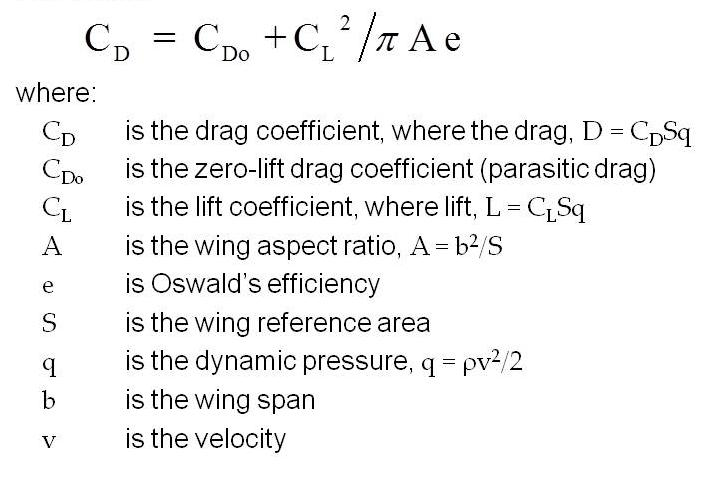 C_D = C_Do + C_L²/π A e
where:
C_D is the drag coefficient, where the drag, D = C_DSq
C_Do is the zero-lift drag coefficient (parasitic drag)
C_L is the lift coefficient, where lift, L = C_LSq
A is the wing aspect ratio, A = b²/S
e is Oswald's efficiency
S is the wing reference area
q is the dynamic pressure, q = ρv²/2
b is the wing span
v is the velocity